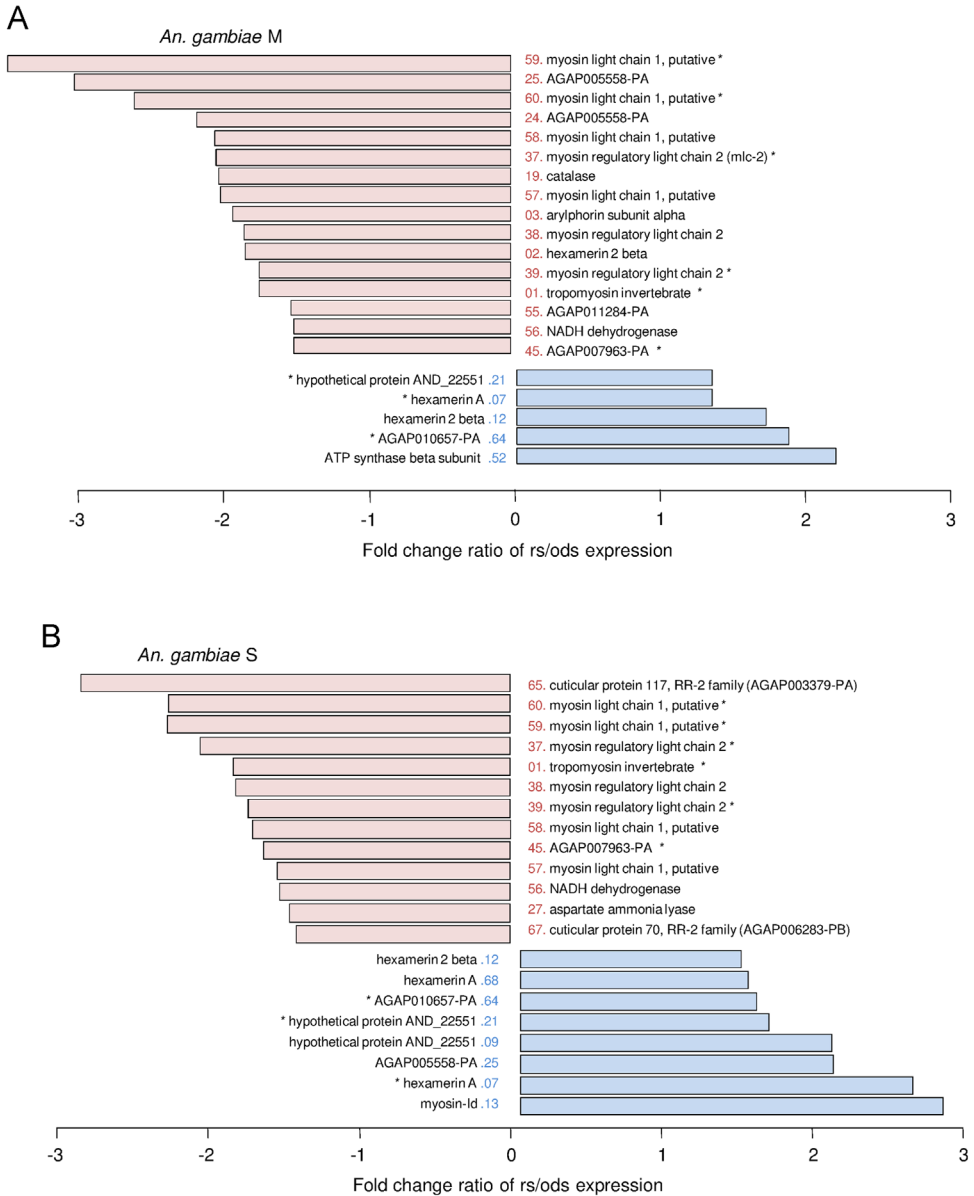 A
An. gambiae M
59. myosin light chain 1, putative *
25. AGAP005558-PA
60. myosin light chain 1, putative *
24. AGAP005558-PA
58. myosin light chain 1, putative
37. myosin regulatory light chain 2 (mlc-2) *
19. catalase
57. myosin light chain 1, putative
03. arylphorin subunit alpha
38. myosin regulatory light chain 2
02. hexamerin 2 beta
39. myosin regulatory light chain 2 *
01. tropomyosin invertebrate *
55. AGAP011284-PA
56. NADH dehydrogenase
45. AGAP007963-PA *
* hypothetical protein AND_22551 .21
* hexamerin A .07
hexamerin 2 beta .12
* AGAP010657-PA .64
ATP synthase beta subunit .52
-3 -2 -1 0 1 2 3
Fold change ratio of rs/ods expression
B
An. gambiae S
65. cuticular protein 117, RR-2 family (AGAP003379-PA)
60. myosin light chain 1, putative *
59. myosin light chain 1, putative *
37. myosin regulatory light chain 2 *
01. tropomyosin invertebrate *
38. myosin regulatory light chain 2
39. myosin regulatory light chain 2 *
58. myosin light chain 1, putative
45. AGAP007963-PA *
57. myosin light chain 1, putative
56. NADH dehydrogenase
27. aspartate ammonia lyase
67. cuticular protein 70, RR-2 family (AGAP006283-PB)
hexamerin 2 beta .12
hexamerin A .68
* AGAP010657-PA .64
* hypothetical protein AND_22551 .21
hypothetical protein AND_22551 .09
AGAP005558-PA .25
* hexamerin A .07
myosin-Id .13
-3 -2 -1 0 1 2 3
Fold change ratio of rs/ods expression